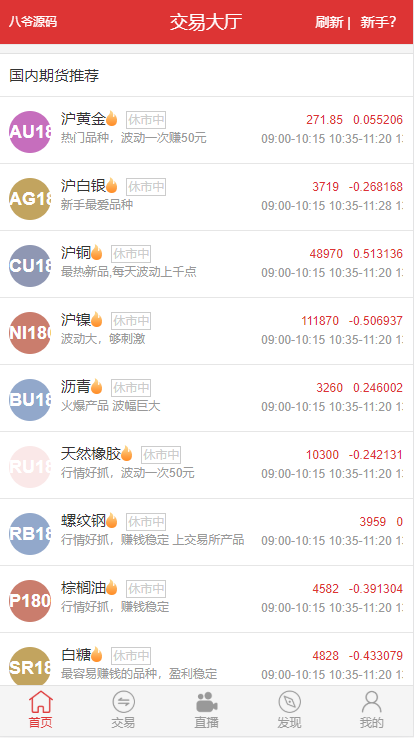 八爷源码 交易大厅 刷新 | 新手？
国内期货推荐
AU18 沪黄金 休市中 271.85 0.055206
热门品种，波动一次赚50元 09:00-10:15 10:35-11:20 1
AG18 沪白银 休市中 3719 -0.268168
新手最爱品种 09:00-10:15 10:35-11:28 1
CU18 沪铜 休市中 48970 0.513136
最热新品,每天波动上千点 09:00-10:15 10:35-11:20 1
NI180 沪镍 休市中 111870 -0.506937
波动大，够刺激 09:00-10:15 10:35-11:20 1
BU18 沥青 休市中 3260 0.246002
火爆产品 波幅巨大 09:00-10:15 10:35-11:20 1
RU18 天然橡胶 休市中 10300 -0.242131
行情好抓，波动一次50元 09:00-10:15 10:35-11:20 1
RB18 螺纹钢 休市中 3959 0
行情好抓，赚钱稳定 上交易所产品 09:00-10:15 10:35-11:20 1
P180 棕榈油 休市中 4582 -0.391304
行情好抓，赚钱稳定 09:00-10:15 10:35-11:20 1
SR18 白糖 休市中 4828 -0.433079
最容易赚钱的品种，盈利稳定 09:00-10:15 10:35-11:20 1
首页 交易 直播 发现 我的